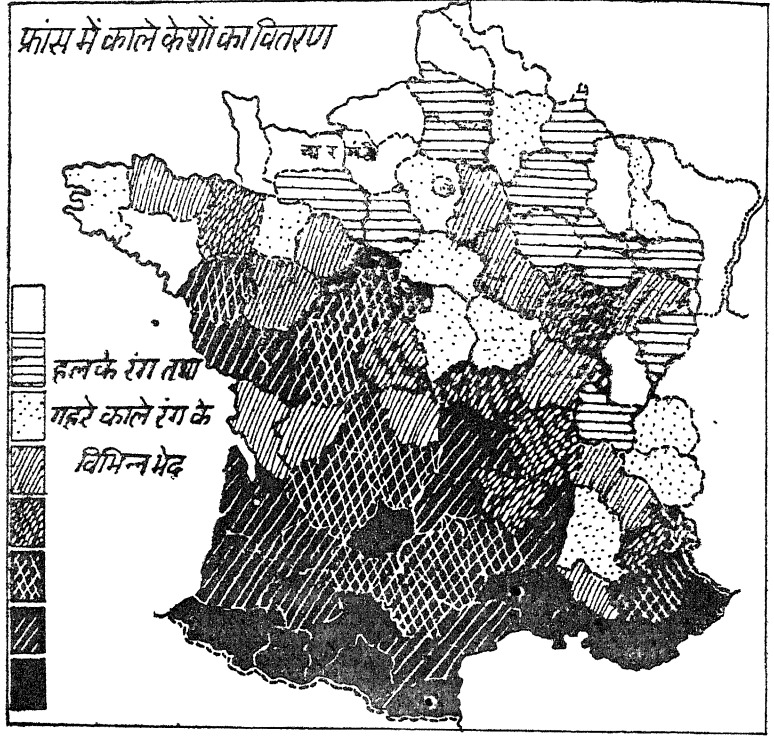 फ्रांस में काले केशों का वितरण
हलके रंग तथा
गहरे काले रंग के
विभिन्न भेद